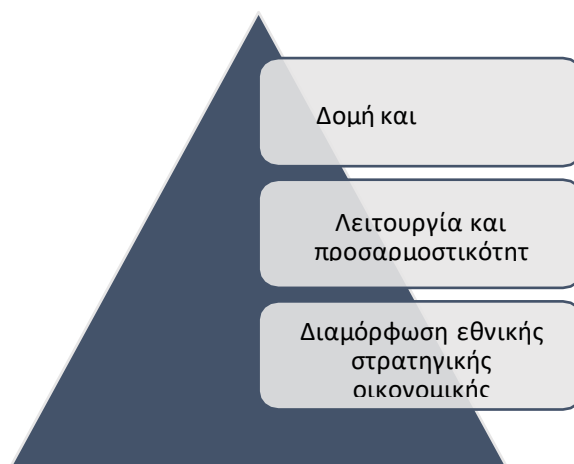 Δομή και
Λειτουργία και
προσαρμοστικότητ
Διαμόρφωση εθνικής
στρατηγικής
οικονομικής